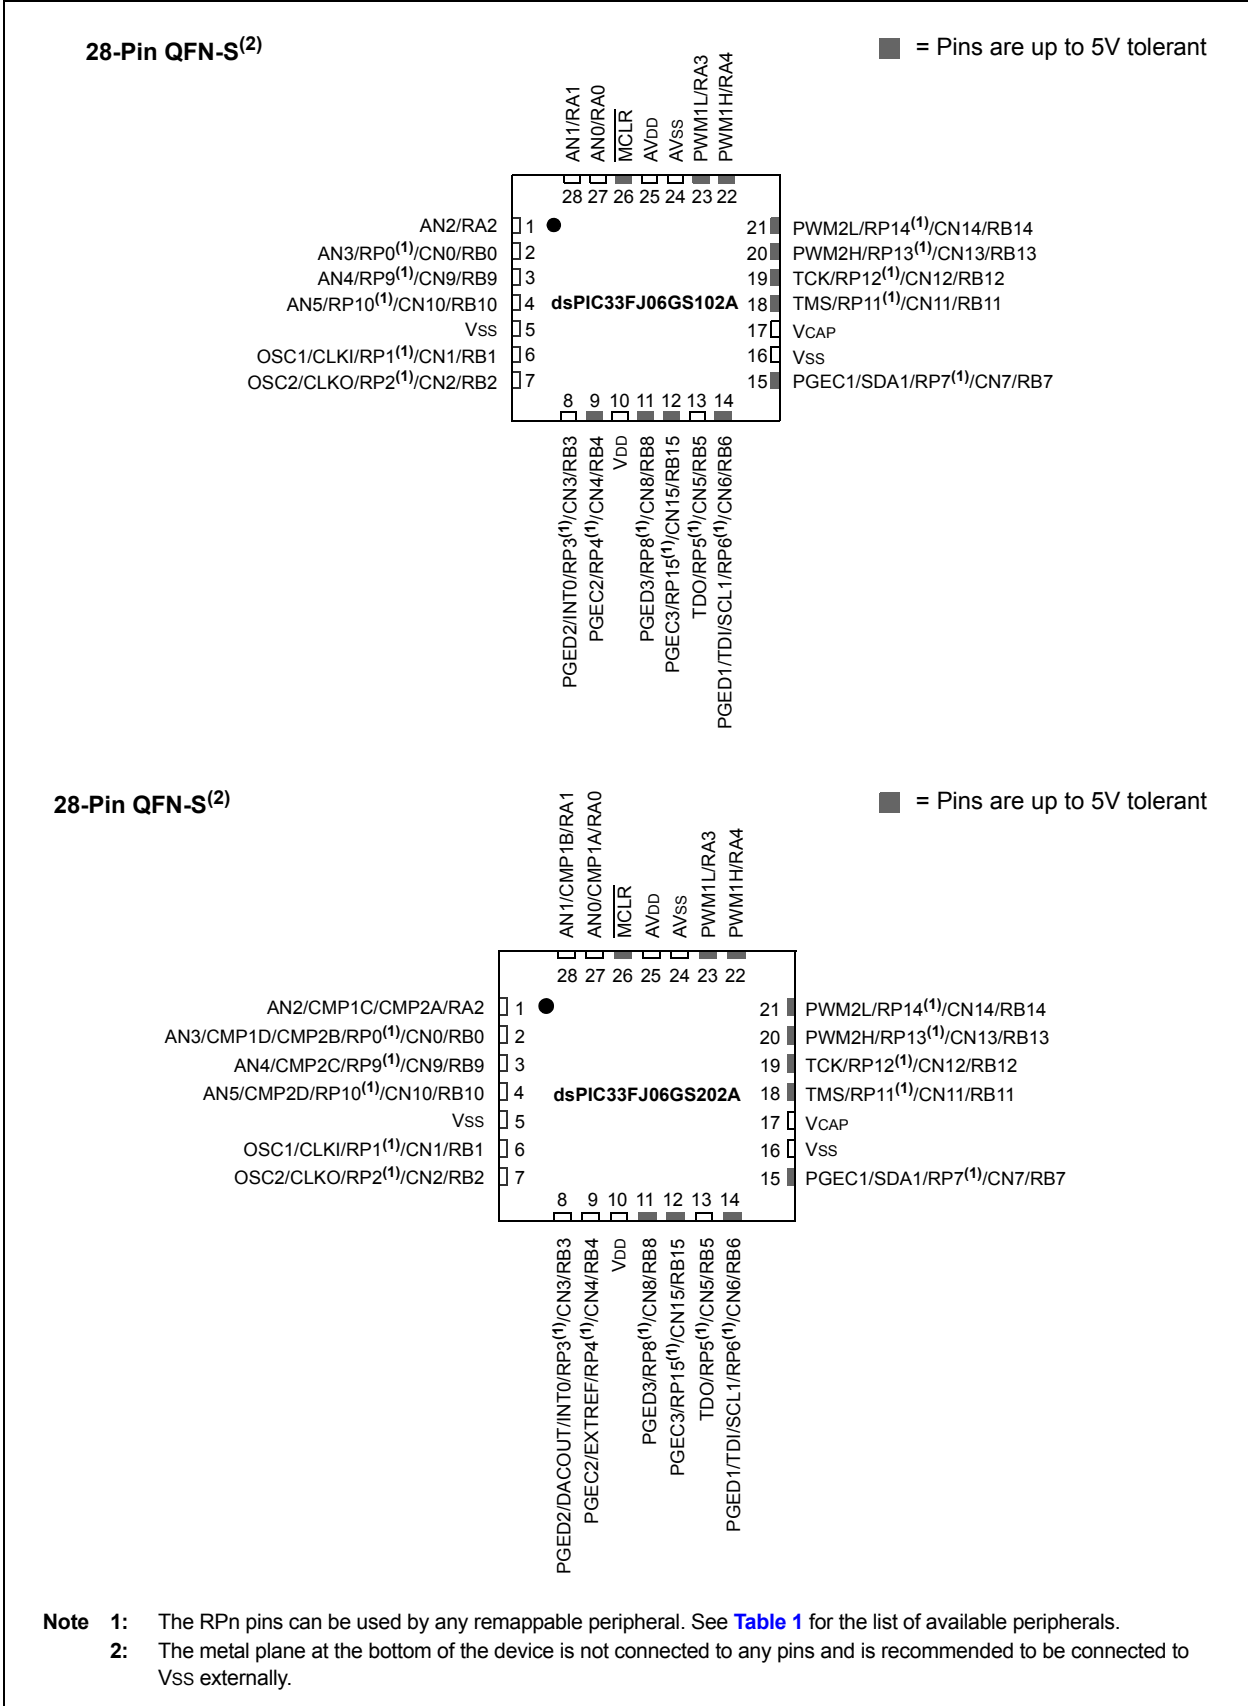 28-Pin QFN-S(2)
= Pins are up to 5V tolerant
AN1/RA1
AN0/RA0
MCLR
AVDD
AVSS
PWM1L/RA3
PWM1H/RA4
28 27 26 25 24 23 22
AN2/RA2 1
AN3/RP0(1)/CN0/RB0 2
AN4/RP9(1)/CN9/RB9 3
AN5/RP10(1)/CN10/RB10 4
VSS 5
OSC1/CLKI/RP1(1)/CN1/RB1 6
OSC2/CLKO/RP2(1)/CN2/RB2 7
dsPIC33FJ06GS102A
21 PWM2L/RP14(1)/CN14/RB14
20 PWM2H/RP13(1)/CN13/RB13
19 TCK/RP12(1)/CN12/RB12
18 TMS/RP11(1)/CN11/RB11
17 VCAP
16 VSS
15 PGEC1/SDA1/RP7(1)/CN7/RB7
8 9 10 11 12 13 14
PGED2/INT0/RP3(1)/CN3/RB3
PGEC2/RP4(1)/CN4/RB4
VDD
PGED3/RP8(1)/CN8/RB8
PGEC3/RP15(1)/CN15/RB15
TDO/RP5(1)/CN5/RB5
PGED1/TDI/SCL1/RP6(1)/CN6/RB6
28-Pin QFN-S(2)
= Pins are up to 5V tolerant
AN1/CMP1B/RA1
AN0/CMP1A/RA0
MCLR
AVDD
AVSS
PWM1L/RA3
PWM1H/RA4
28 27 26 25 24 23 22
AN2/CMP1C/CMP2A/RA2 1
AN3/CMP1D/CMP2B/RP0(1)/CN0/RB0 2
AN4/CMP2C/RP9(1)/CN9/RB9 3
AN5/CMP2D/RP10(1)/CN10/RB10 4
VSS 5
OSC1/CLKI/RP1(1)/CN1/RB1 6
OSC2/CLKO/RP2(1)/CN2/RB2 7
dsPIC33FJ06GS202A
21 PWM2L/RP14(1)/CN14/RB14
20 PWM2H/RP13(1)/CN13/RB13
19 TCK/RP12(1)/CN12/RB12
18 TMS/RP11(1)/CN11/RB11
17 VCAP
16 VSS
15 PGEC1/SDA1/RP7(1)/CN7/RB7
8 9 10 11 12 13 14
PGED2/DACOUT/INT0/RP3(1)/CN3/RB3
PGEC2/EXTREF/RP4(1)/CN4/RB4
VDD
PGED3/RP8(1)/CN8/RB8
PGEC3/RP15(1)/CN15/RB15
TDO/RP5(1)/CN5/RB5
PGED1/TDI/SCL1/RP6(1)/CN6/RB6
Note 1: The RPn pins can be used by any remappable peripheral. See Table 1 for the list of available peripherals.
2: The metal plane at the bottom of the device is not connected to any pins and is recommended to be connected to
VSS externally.